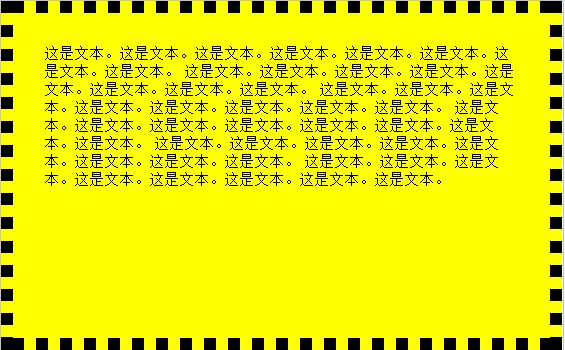 这是文本。这是文本。这是文本。这是文本。这是文本。这是文本。这
是文本。这是文本。 这是文本。这是文本。这是文本。这是文本。这是
文本。这是文本。这是文本。这是文本。 这是文本。这是文本。这是文
本。这是文本。这是文本。这是文本。这是文本。这是文本。 这是文
本。这是文本。这是文本。这是文本。这是文本。这是文本。这是文
本。这是文本。 这是文本。这是文本。这是文本。这是文本。这是文
本。这是文本。这是文本。这是文本。 这是文本。这是文本。这是文
本。这是文本。这是文本。这是文本。这是文本。这是文本。